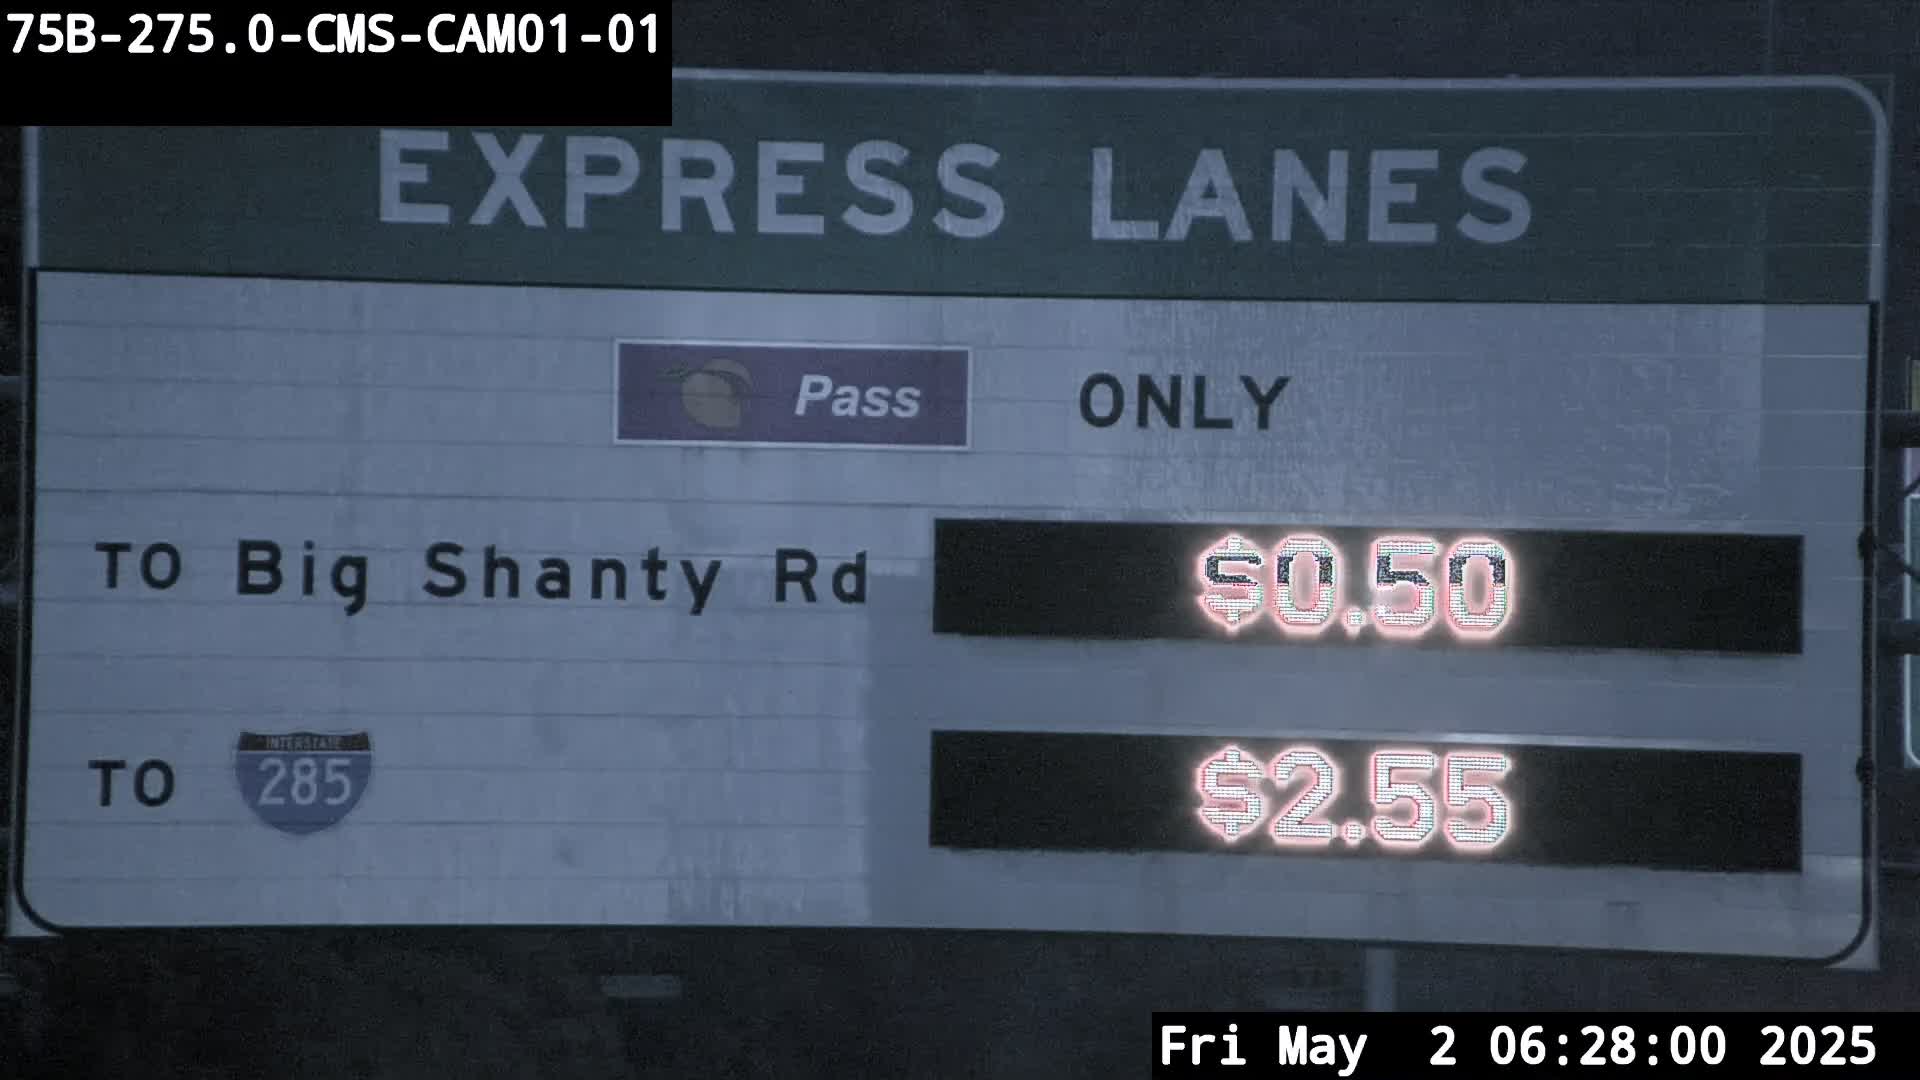 75B-275.0-CMS-CAM01-01
EXPRESS LANES
Pass ONLY
TO Big Shanty Rd $0.50
TO INTERSTATE 285 $2.55
Fri May 2 06:28:00 2025